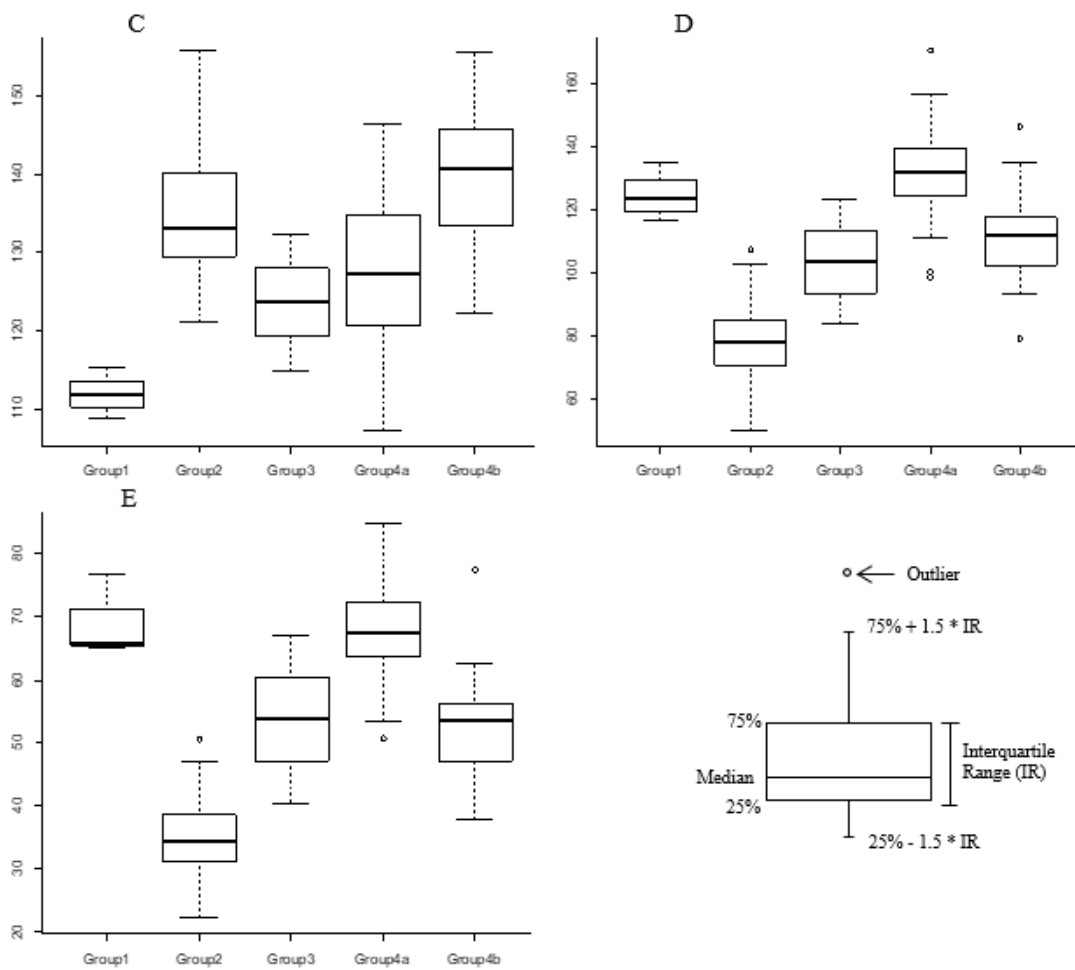 C
150
140
130
120
110
Group1 Group2 Group3 Group4a Group4b
D
160
140
120
100
80
60
Group1 Group2 Group3 Group4a Group4b
E
80
70
60
50
40
30
20
Group1 Group2 Group3 Group4a Group4b
Outlier
75% + 1.5 * IR
75%
Interquartile
Range (IR)
Median
25%
25% - 1.5 * IR